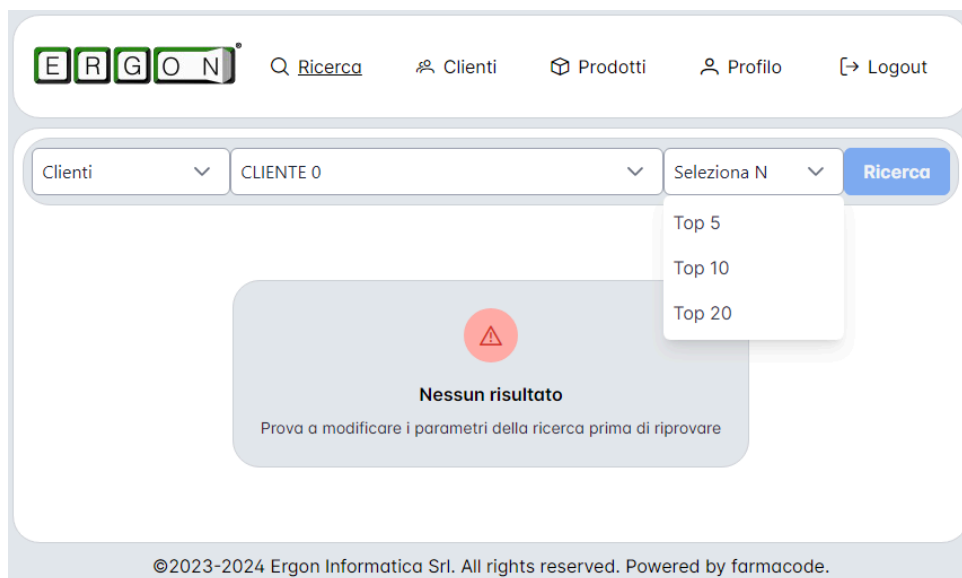 ERGON®
Ricerca
Clienti
Prodotti
Profilo
Logout
Clienti
CLIENTE 0
Seleziona N
Ricerca
Top 5
Top 10
Top 20
Nessun risultato
Prova a modificare i parametri della ricerca prima di riprovare
©2023-2024 Ergon Informatica Srl. All rights reserved. Powered by farmacode.